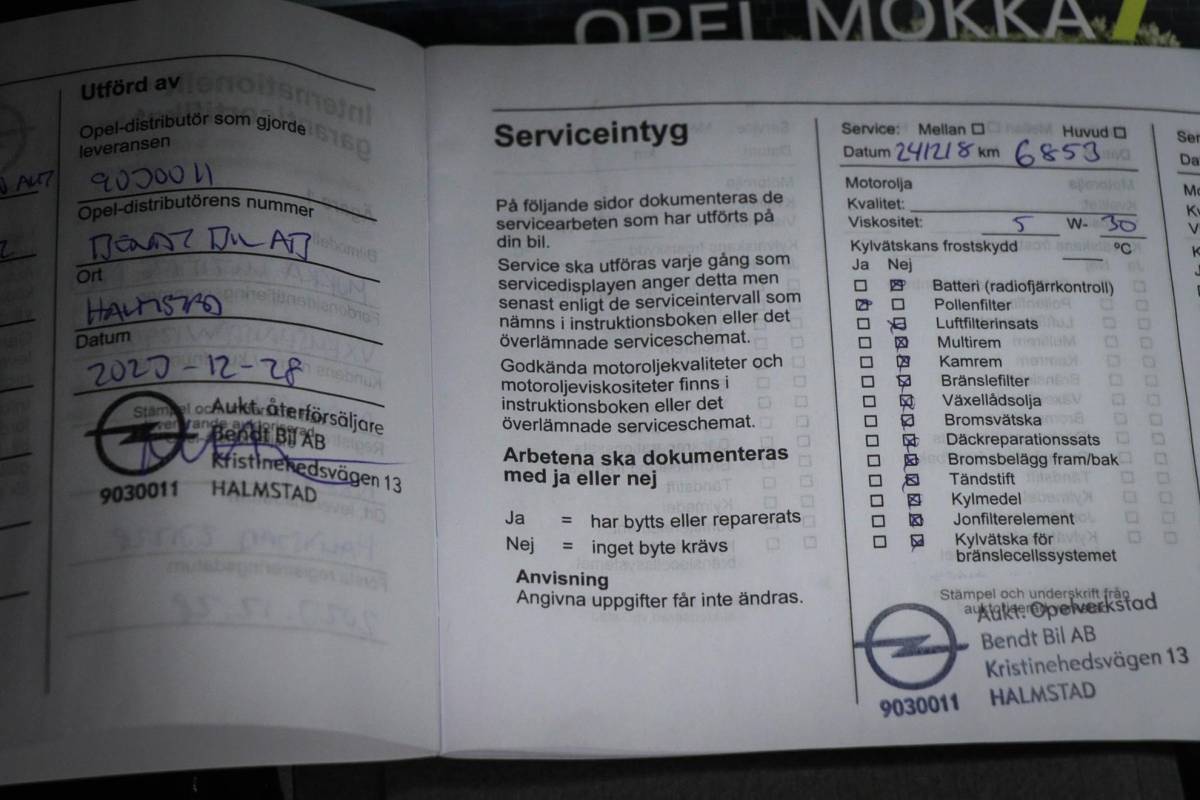 OPEL MOKKA
Utförd av
Opel-distributör som gjorde
leveransen
9030011
Opel-distributörens nummer
BENDT BIL AB
Ort
HALMSTAD
Datum
2023-12-28
Aukt. återförsäljare
Bendt Bil AB
Kristinehedsvägen 13
9030011 HALMSTAD
Serviceintyg
På följande sidor dokumenteras de
servicearbeten som har utförts på
din bil.
Service ska utföras varje gång som
servicedisplayen anger detta men
senast enligt de serviceintervall som
nämns i instruktionsboken eller det
överlämnade serviceschemat.
Godkända motoroljekvaliteter och
motoroljeviskositeter finns i
instruktionsboken eller det
överlämnade serviceschemat.
Arbetena ska dokumenteras
med ja eller nej
Ja = har bytts eller reparerats
Nej = inget byte krävs
Anvisning
Angivna uppgifter får inte ändras.
Service: Mellan ☐ Huvud ☐
Datum 241218 km 6853
Motorolja
Kvalitet:
Viskositet: 5 W- 30
Kylvätskans frostskydd °C
Ja Nej
☐ ☒ Batteri (radiofjärrkontroll)
☒ ☐ Pollenfilter
☐ ☒ Luftfilterinsats
☐ ☒ Multirem
☐ ☒ Kamrem
☐ ☒ Bränslefilter
☐ ☒ Växellådsolja
☐ ☒ Bromsvätska
☐ ☒ Däckreparationssats
☐ ☒ Bromsbelägg fram/bak
☐ ☒ Tändstift
☐ ☒ Kylmedel
☐ ☒ Jonfilterelement
☐ ☒ Kylvätska för
bränslecellssystemet
Stämpel och underskrift från
Aukt. Opelverkstad
Bendt Bil AB
Kristinehedsvägen 13
9030011 HALMSTAD